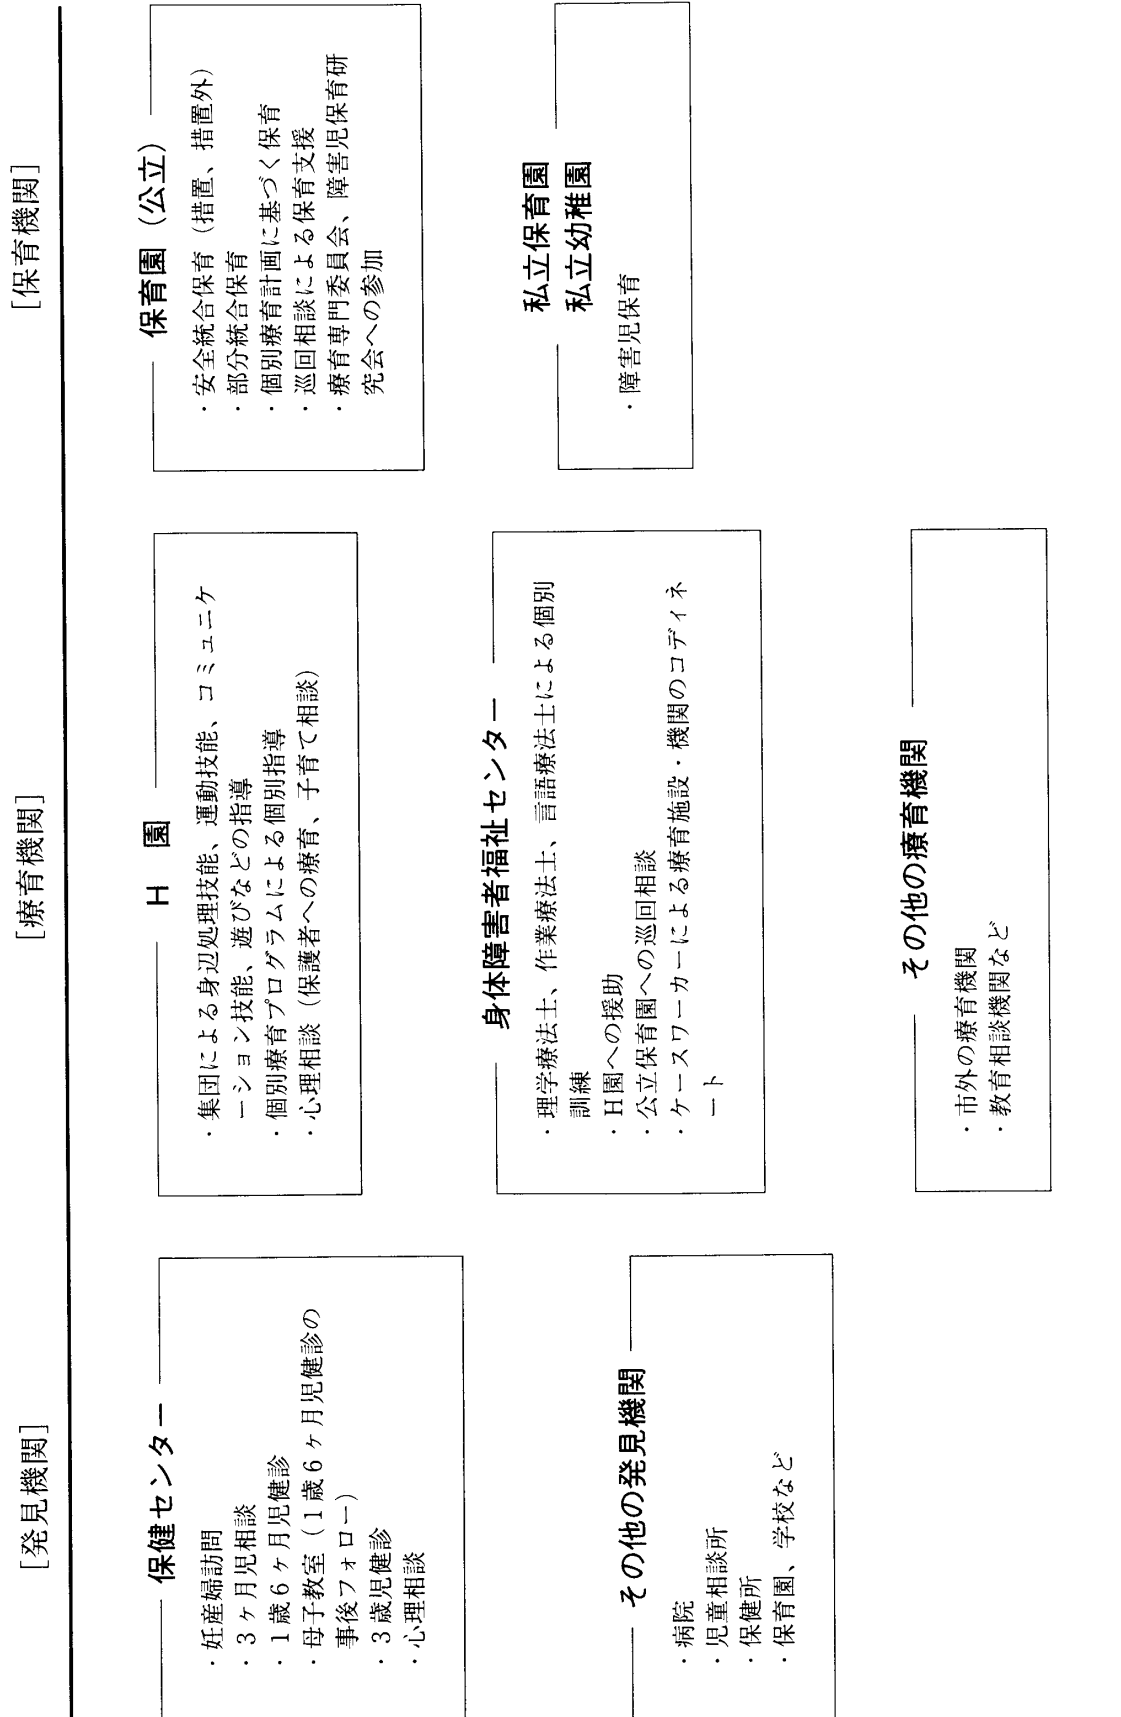 [発見機関]
保健センター
・妊産婦訪問
・3ヶ月児相談
・1歳6ヶ月児健診
・母子教室（1歳6ヶ月児健診の
事後フォロー）
・3歳児健診
・心理相談
その他の発見機関
・病院
・児童相談所
・保健所
・保育園、学校など
[療育機関]
H　園
・集団による身辺処理技能、運動技能、コミュニケ
ーション技能、遊びなどの指導
・個別療育プログラムによる個別指導
・心理相談（保護者への療育、子育て相談）
身体障害者福祉センター
・理学療法士、作業療法士、言語療法士による個別
訓練
・H園への援助
・公立保育園への巡回相談
・ケースワーカーによる療育施設・機関のコディネ
ート
その他の療育機関
・市外の療育機関
・教育相談機関など
[保育機関]
保育園（公立）
・安全統合保育（措置、措置外）
・部分統合保育
・個別療育計画に基づく保育
・巡回相談による保育支援
・療育専門委員会、障害児保育研
究会への参加
私立保育園
私立幼稚園
・障害児保育